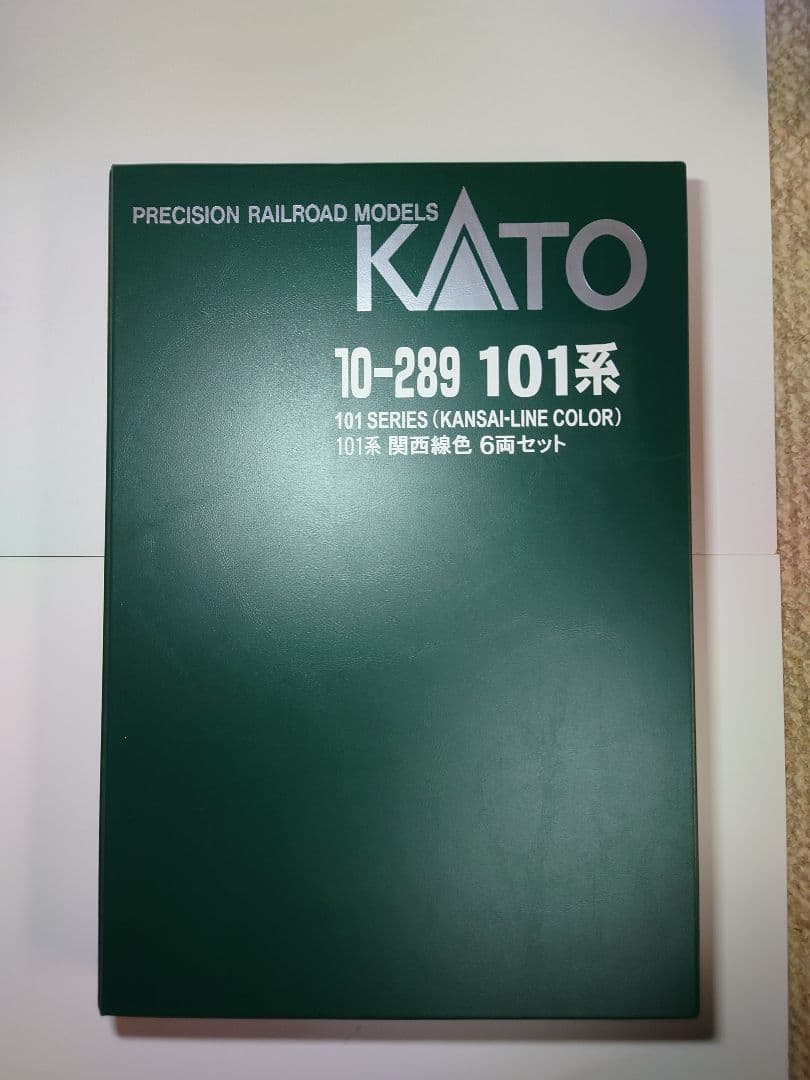 PRECISION RAILROAD MODELS
KATO
10-289 101系
101 SERIES (KANSAI-LINE COLOR)
101系 関西線色 6両セット